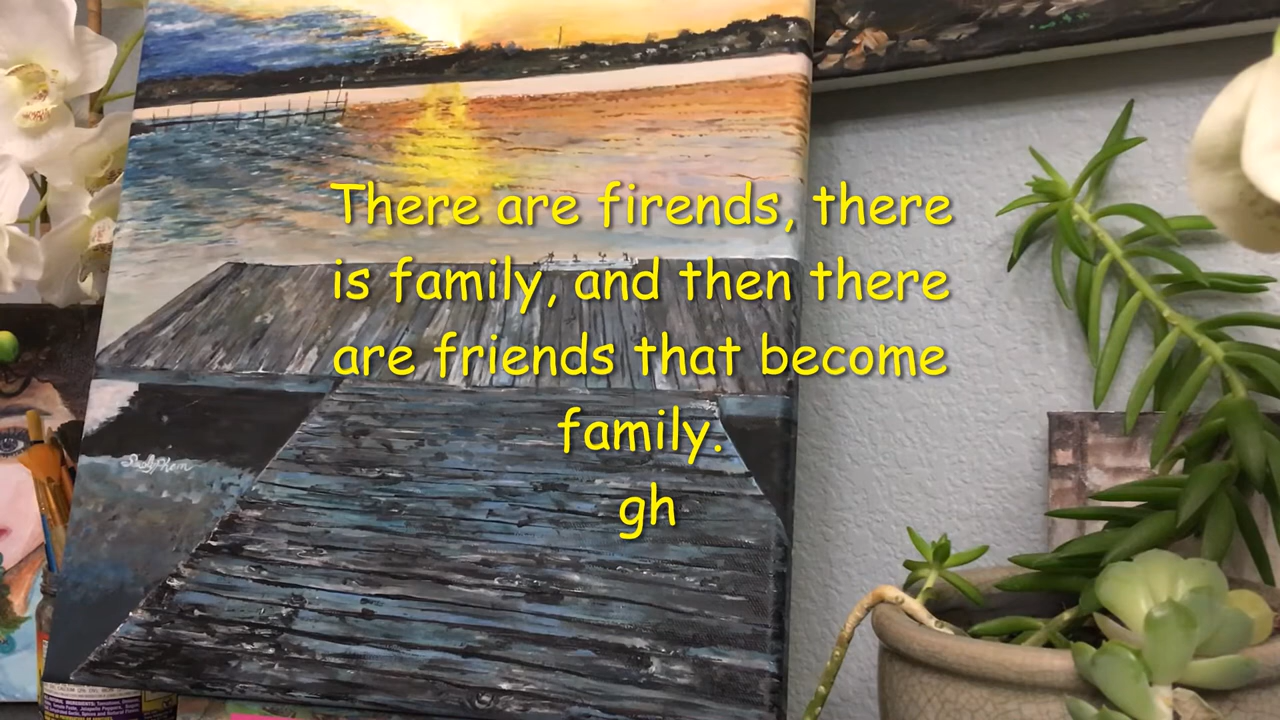 There are firends, there
is family, and then there
are friends that become
family.
gh